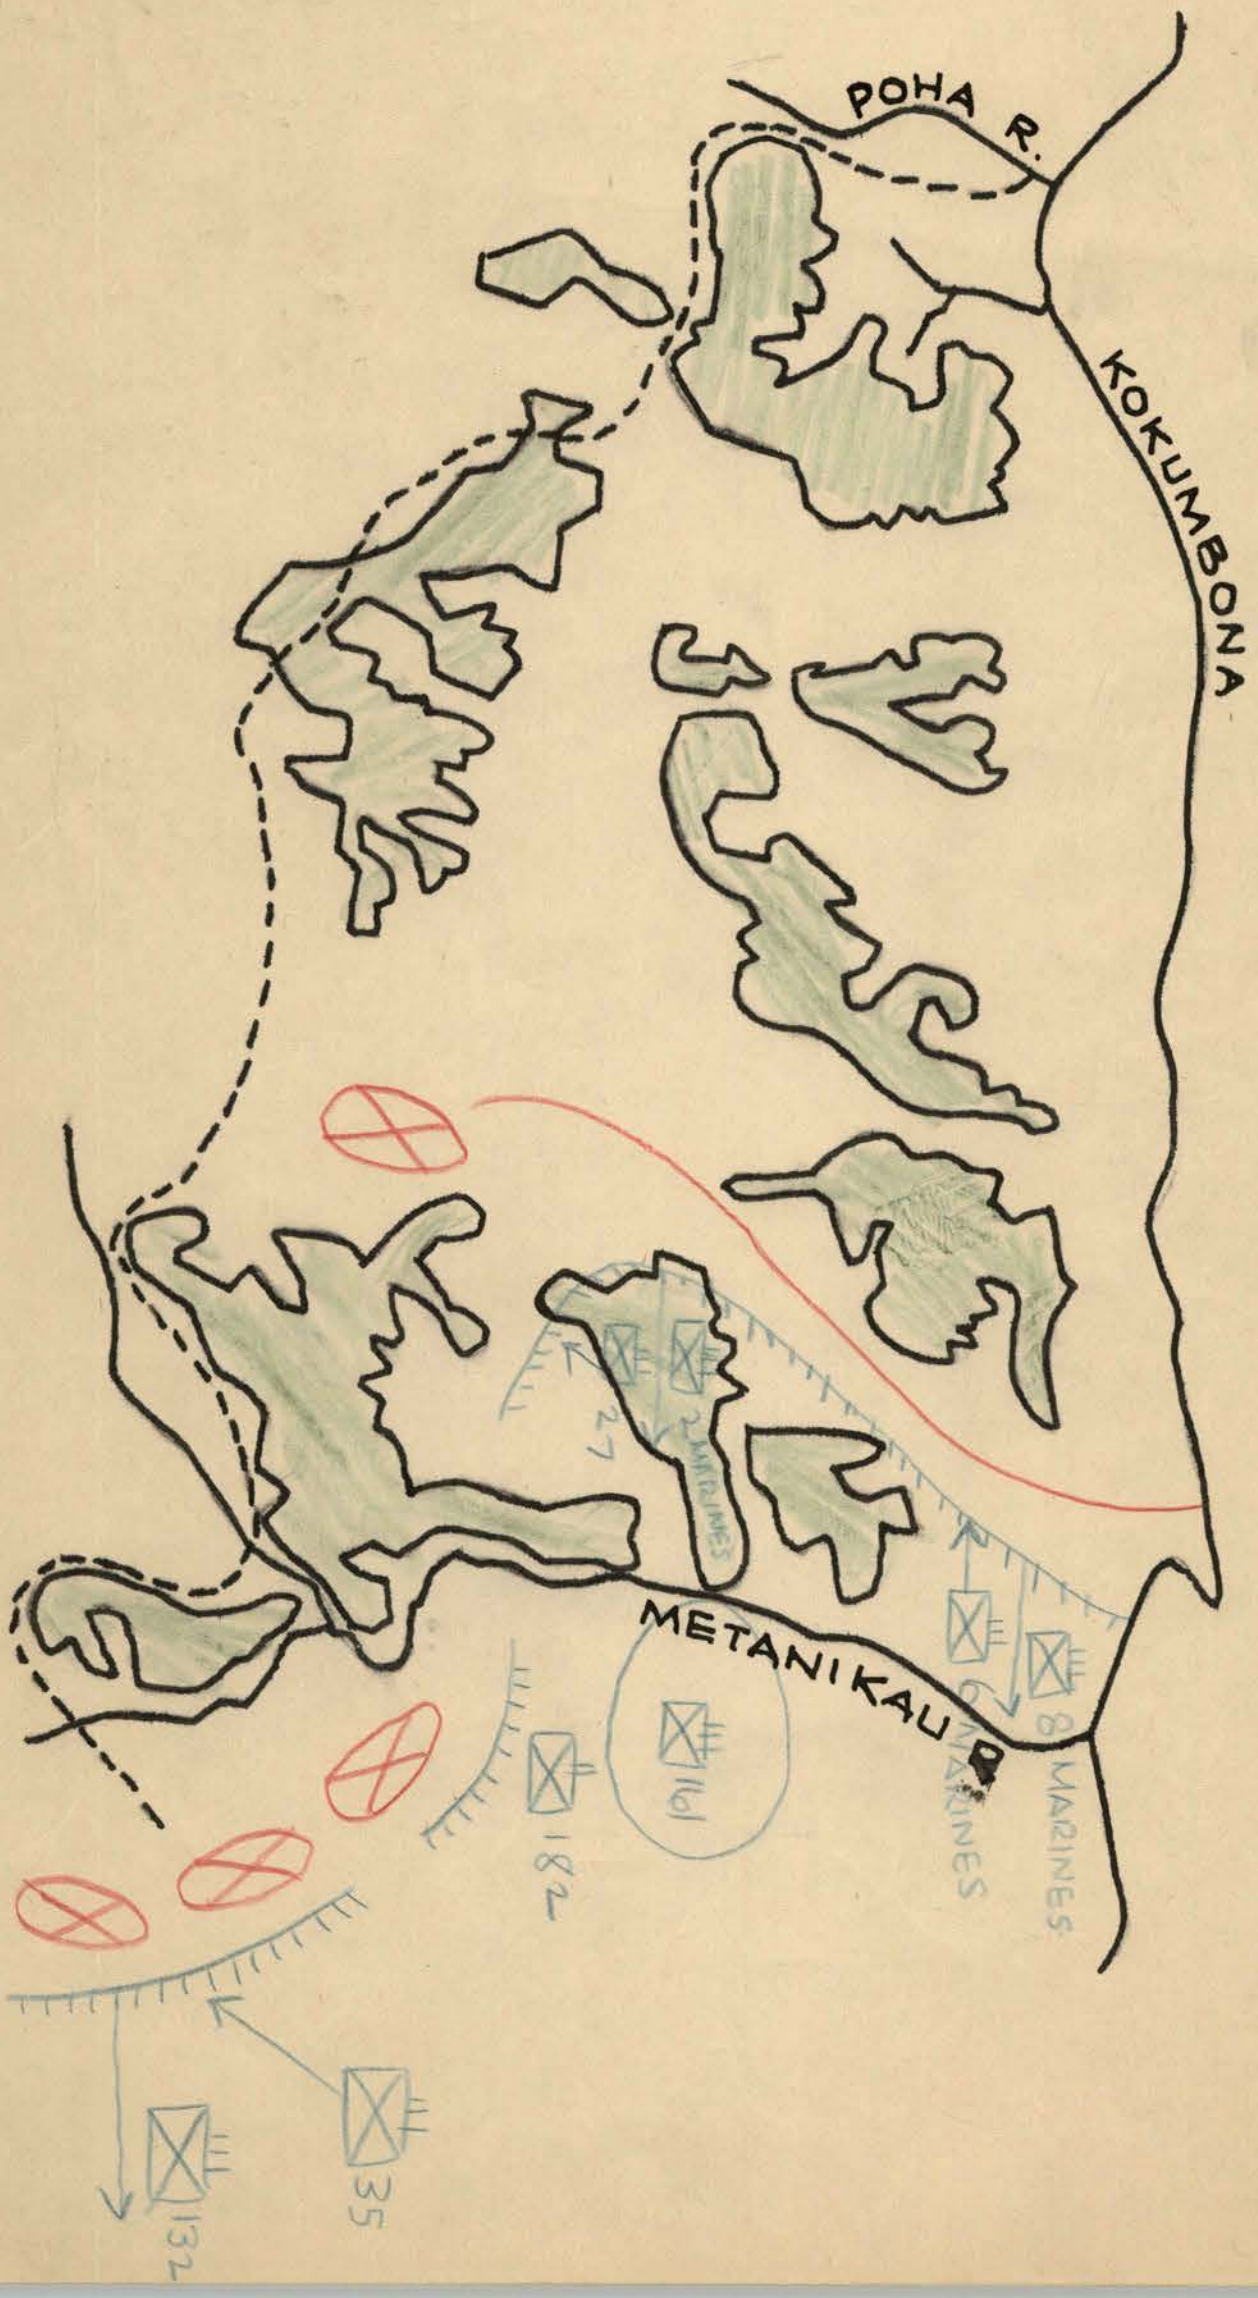 POHA R.
KOKUMBONA
METANIKAU R
27
2 MARINES
6 MARINES
8 MARINES
161
182
35
132